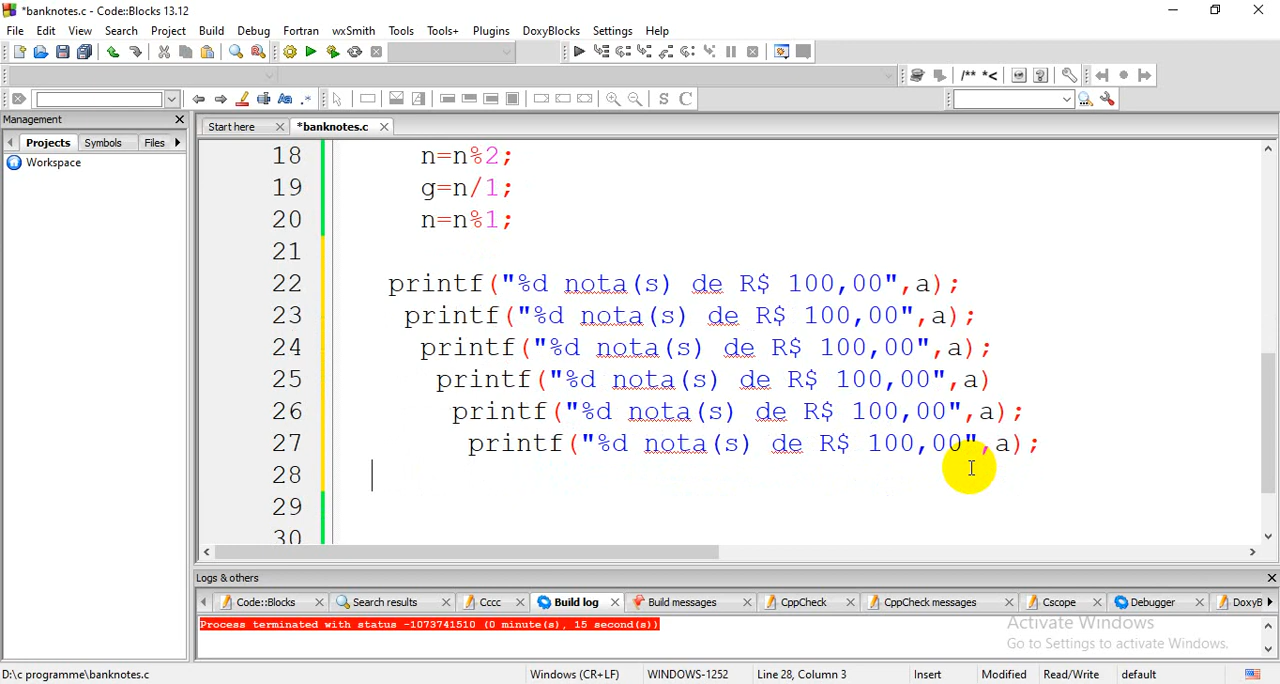 *banknotes.c - Code::Blocks 13.12
File Edit View Search Project Build Debug Fortran wxSmith Tools Tools+ Plugins DoxyBlocks Settings Help
/** *<
S C
Management
Start here *banknotes.c
Projects Symbols Files
Workspace
18 n=n%2;
19 g=n/1;
20 n=n%1;
21
22 printf("%d nota(s) de R$ 100,00",a);
23 printf("%d nota(s) de R$ 100,00",a);
24 printf("%d nota(s) de R$ 100,00",a);
25 printf("%d nota(s) de R$ 100,00",a)
26 printf("%d nota(s) de R$ 100,00",a);
27 printf("%d nota(s) de R$ 100,00",a);
28
29
30
Logs & others
Code::Blocks Search results Cccc Build log Build messages CppCheck CppCheck messages Cscope Debugger DoxyB
Process terminated with status -1073741510 (0 minute(s), 15 second(s))
Activate Windows
Go to Settings to activate Windows.
D:\c programme\banknotes.c Windows (CR+LF) WINDOWS-1252 Line 28, Column 3 Insert Modified Read/Write default